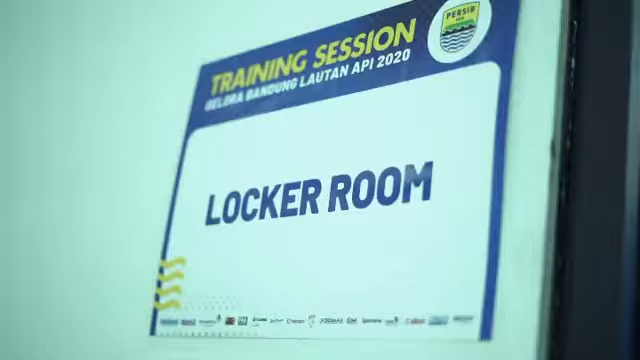 TRAINING SESSION
GELORA BANDUNG LAUTAN API 2020
PERSIB
LOCKER ROOM